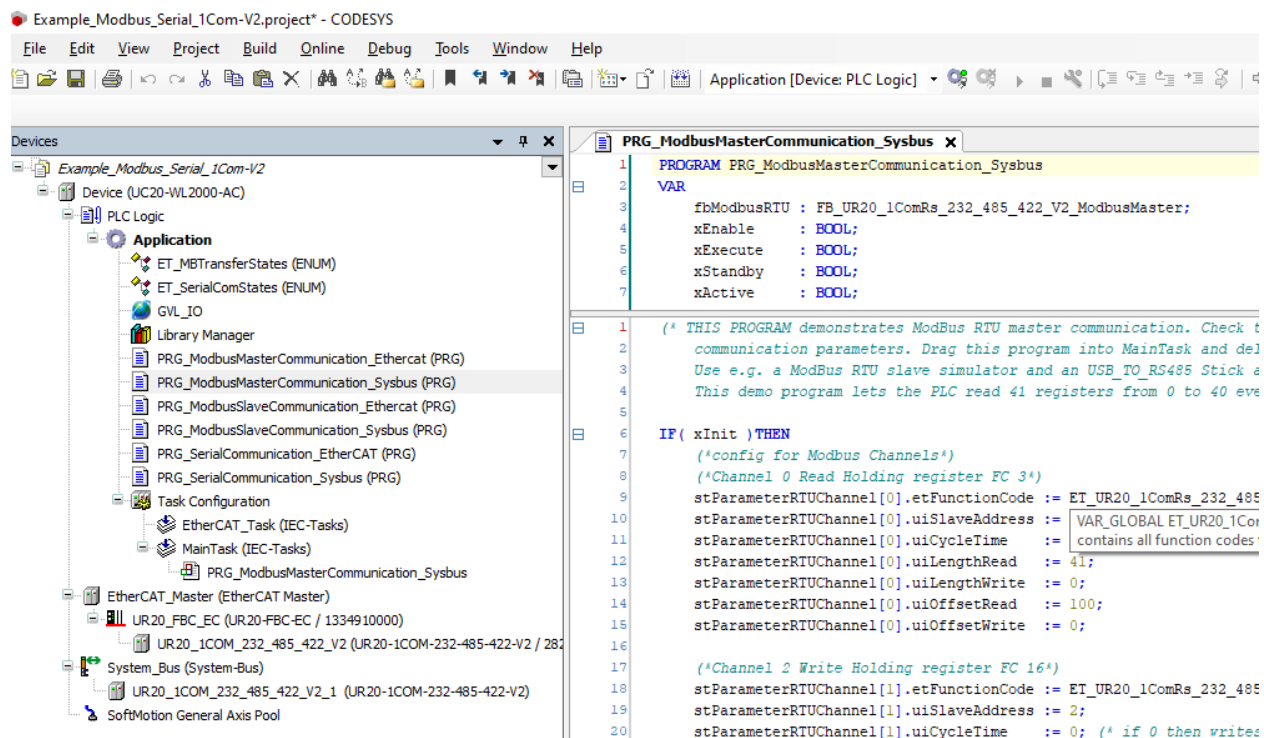 Example_Modbus_Serial_1Com-V2.project* - CODESYS
File Edit View Project Build Online Debug Tools Window Help
Application [Device: PLC Logic]
Devices
Example_Modbus_Serial_1Com-V2
Device (UC20-WL2000-AC)
PLC Logic
Application
ET_MBTransferStates (ENUM)
ET_SerialComStates (ENUM)
GVL_IO
Library Manager
PRG_ModbusMasterCommunication_Ethercat (PRG)
PRG_ModbusMasterCommunication_Sysbus (PRG)
PRG_ModbusSlaveCommunication_Ethercat (PRG)
PRG_ModbusSlaveCommunication_Sysbus (PRG)
PRG_SerialCommunication_EtherCAT (PRG)
PRG_SerialCommunication_Sysbus (PRG)
Task Configuration
EtherCAT_Task (IEC-Tasks)
MainTask (IEC-Tasks)
PRG_ModbusMasterCommunication_Sysbus
EtherCAT_Master (EtherCAT Master)
UR20_FBC_EC (UR20-FBC-EC / 1334910000)
UR20_1COM_232_485_422_V2 (UR20-1COM-232-485-422-V2 / 282
System_Bus (System-Bus)
UR20_1COM_232_485_422_V2_1 (UR20-1COM-232-485-422-V2)
SoftMotion General Axis Pool
PRG_ModbusMasterCommunication_Sysbus
1 PROGRAM PRG_ModbusMasterCommunication_Sysbus
2 VAR
3 fbModbusRTU : FB_UR20_1ComRs_232_485_422_V2_ModbusMaster;
4 xEnable : BOOL;
5 xExecute : BOOL;
6 xStandby : BOOL;
7 xActive : BOOL;
1 (* THIS PROGRAM demonstrates ModBus RTU master communication. Check t
2 communication parameters. Drag this program into MainTask and del
3 Use e.g. a ModBus RTU slave simulator and an USB_TO_RS485 Stick a
4 This demo program lets the PLC read 41 registers from 0 to 40 eve
5
6 IF( xInit )THEN
7 (*config for Modbus Channels*)
8 (*Channel 0 Read Holding register FC 3*)
9 stParameterRTUChannel[0].etFunctionCode := ET_UR20_1ComRs_232_485
10 stParameterRTUChannel[0].uiSlaveAddress :=
11 stParameterRTUChannel[0].uiCycleTime :=
VAR_GLOBAL ET_UR20_1Cor
contains all function codes
12 stParameterRTUChannel[0].uiLengthRead := 41;
13 stParameterRTUChannel[0].uiLengthWrite := 0;
14 stParameterRTUChannel[0].uiOffsetRead := 100;
15 stParameterRTUChannel[0].uiOffsetWrite := 0;
16
17 (*Channel 2 Write Holding register FC 16*)
18 stParameterRTUChannel[1].etFunctionCode := ET_UR20_1ComRs_232_485
19 stParameterRTUChannel[1].uiSlaveAddress := 2;
20 stParameterRTUChannel[1].uiCycleTime := 0; (* if 0 then writes